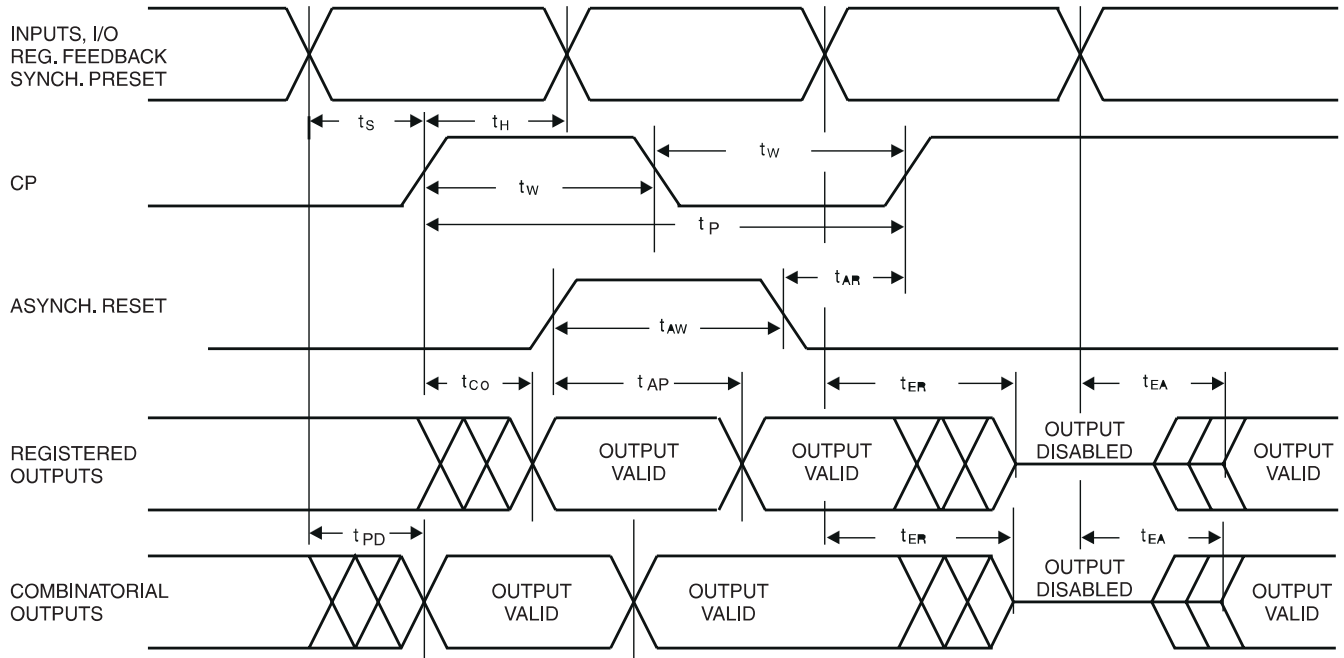 INPUTS, I/O
REG. FEEDBACK
SYNCH. PRESET
tS
tH
CP
tW
tW
tP
ASYNCH. RESET
tAR
tAW
tCO
tAP
tER
tEA
REGISTERED
OUTPUTS
OUTPUT
VALID
OUTPUT
VALID
OUTPUT
DISABLED
OUTPUT
VALID
tPD
tER
tEA
COMBINATORIAL
OUTPUTS
OUTPUT
VALID
OUTPUT
VALID
OUTPUT
DISABLED
OUTPUT
VALID